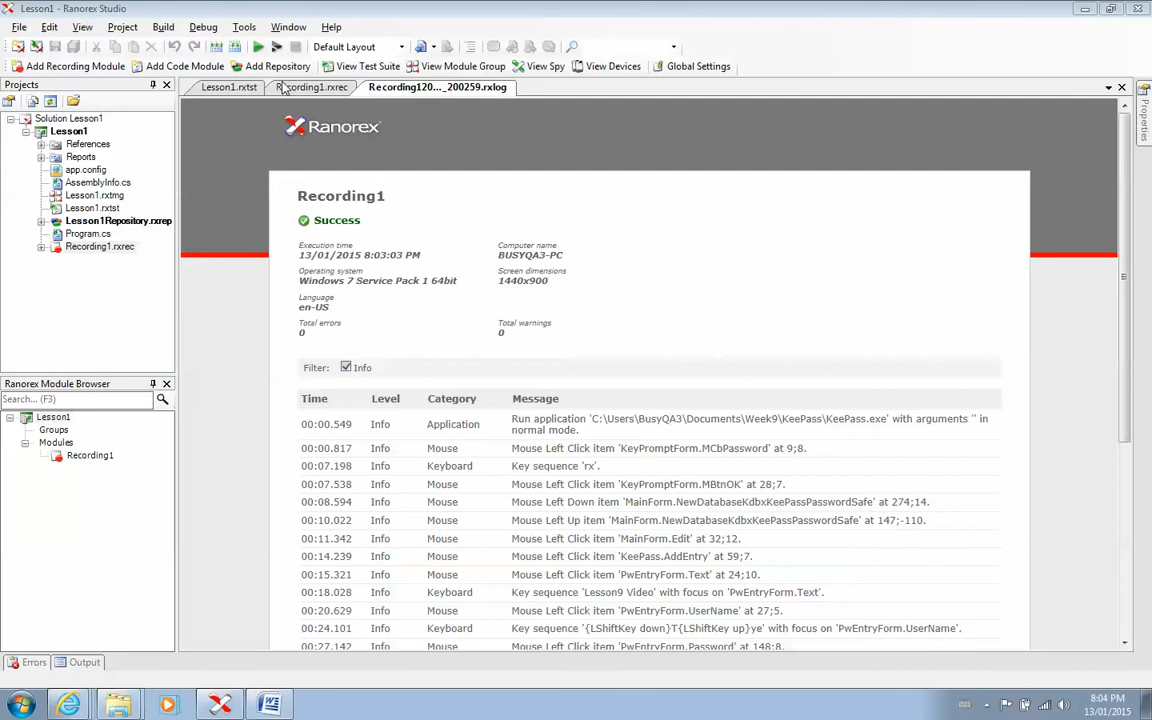 Lesson1 - Ranorex Studio
File Edit View Project Build Debug Tools Window Help
Default Layout
Add Recording Module Add Code Module Add Repository View Test Suite View Module Group View Spy View Devices Global Settings
Projects
Lesson1.rxtst
Recording120..._200259.rxlog
Properties
Solution Lesson1
Lesson1
References
Reports
app.config
AssemblyInfo.cs
Lesson1.rxtmg
Lesson1.rxtst
Lesson1Repository.rxrep
Program.cs
Recording1.rxrec
Ranorex Module Browser
Search... (F3)
Lesson1
Groups
Modules
Recording1
Ranorex
Recording1
Success
Execution time Computer name
13/01/2015 8:03:03 PM BUSYQA3-PC
Operating system Screen dimensions
Windows 7 Service Pack 1 64bit 1440x900
Language
en-US
Total errors Total warnings
0 0
Filter: Info
Time Level Category Message
00:00.549 Info Application Run application 'C:\Users\BusyQA3\Documents\Week9\KeePass\KeePass.exe' with arguments '' in
normal mode.
00:00.817 Info Mouse Mouse Left Click item 'KeyPromptForm.MCbPassword' at 9;8.
00:07.198 Info Keyboard Key sequence 'rx'.
00:07.538 Info Mouse Mouse Left Click item 'KeyPromptForm.MBtnOK' at 28;7.
00:08.594 Info Mouse Mouse Left Down item 'MainForm.NewDatabaseKdbxKeePassPasswordSafe' at 274;14.
00:10.022 Info Mouse Mouse Left Up item 'MainForm.NewDatabaseKdbxKeePassPasswordSafe' at 147;-110.
00:11.342 Info Mouse Mouse Left Click item 'MainForm.Edit' at 32;12.
00:14.239 Info Mouse Mouse Left Click item 'KeePass.AddEntry' at 59;7.
00:15.321 Info Mouse Mouse Left Click item 'PwEntryForm.Text' at 24;10.
00:18.028 Info Keyboard Key sequence 'Lesson9 Video' with focus on 'PwEntryForm.Text'.
00:20.629 Info Mouse Mouse Left Click item 'PwEntryForm.UserName' at 27;5.
00:24.101 Info Keyboard Key sequence '{LShiftKey down}T{LShiftKey up}ye' with focus on 'PwEntryForm.UserName'.
00:27.142 Info Mouse Mouse Left Click item 'PwEntryForm.Password' at 148;8.
Errors Output
8:04 PM
13/01/2015